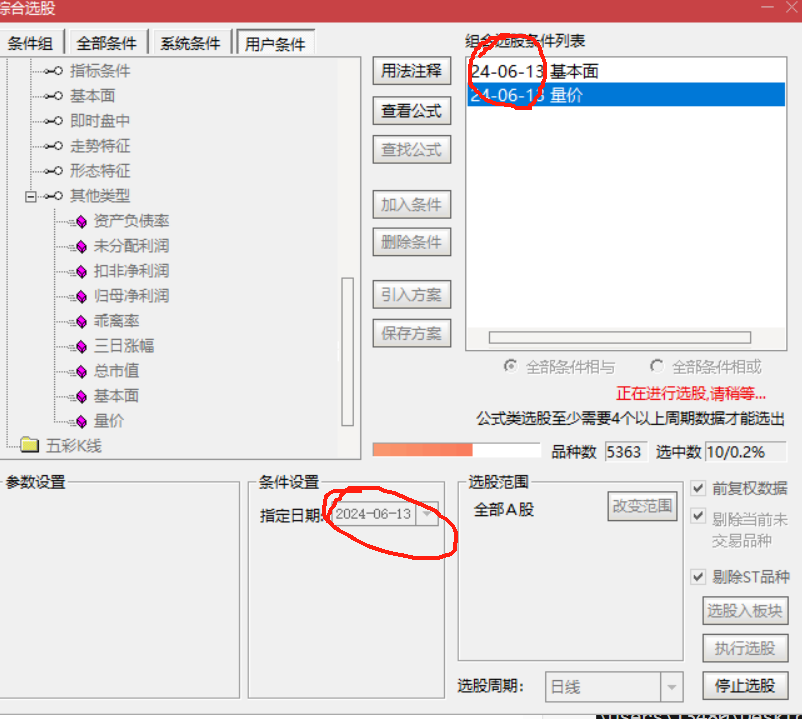 综合选股
条件组 全部条件 系统条件 用户条件
指标条件
基本面
即时盘中
走势特征
形态特征
其他类型
资产负债率
未分配利润
扣非净利润
归母净利润
乖离率
三日涨幅
总市值
基本面
量价
五彩K线
用法注释
查看公式
查找公式
加入条件
删除条件
引入方案
保存方案
组合选股条件列表
24-06-13 基本面
24-06-13 量价
全部条件相与 全部条件相或
正在进行选股,请稍等...
公式类选股至少需要4个以上周期数据才能选出
品种数 5363 选中数 10/0.2%
参数设置
条件设置
指定日期: 2024-06-13
选股范围
全部A股
改变范围
选股周期: 日线
前复权数据
剔除当前未
交易品种
剔除ST品种
选股入板块
执行选股
停止选股